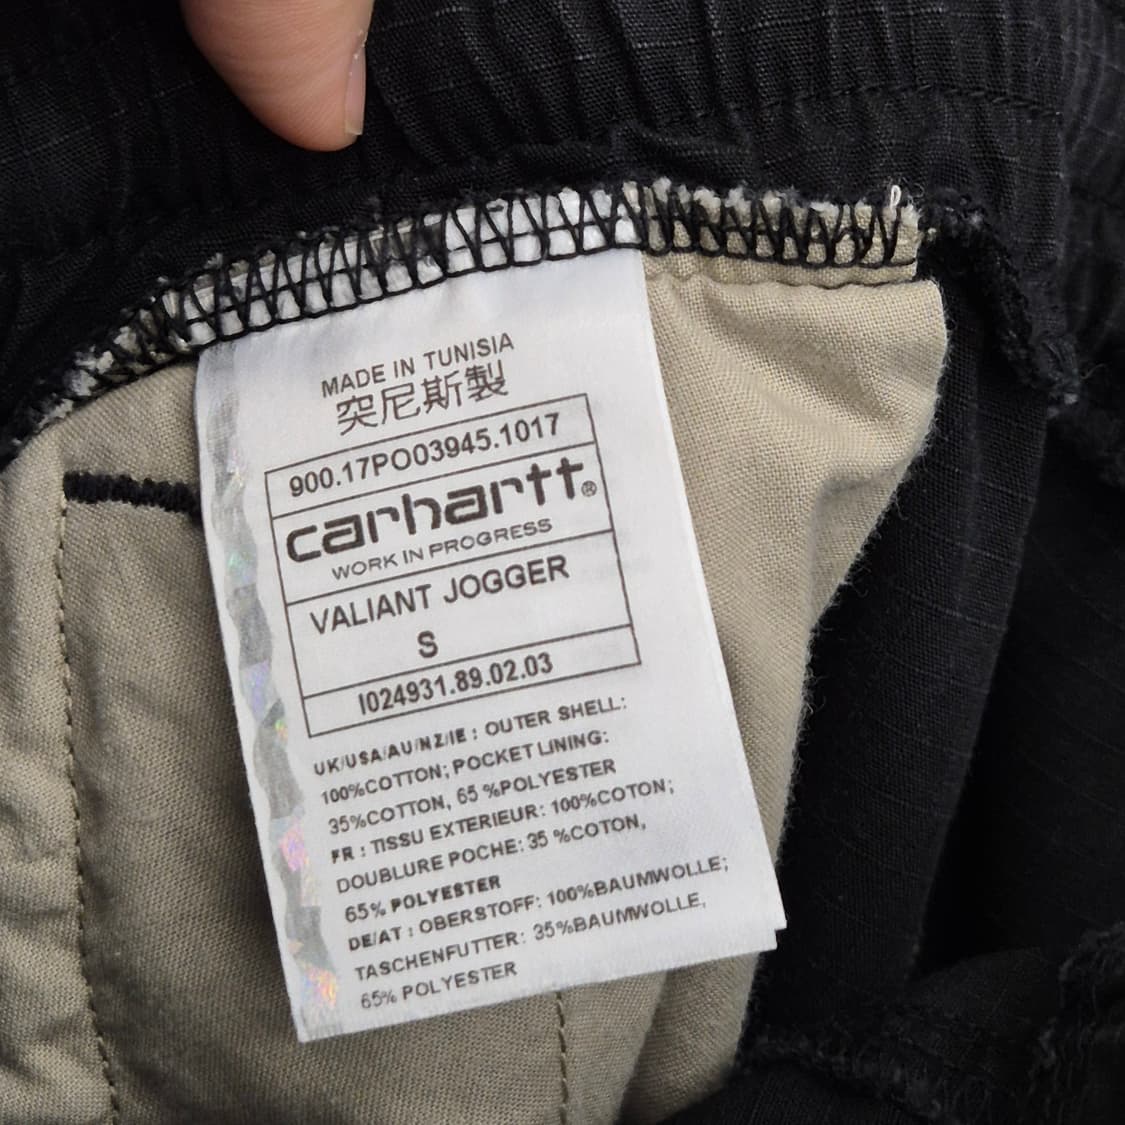 MADE IN TUNISIA
突尼斯製
900.17PO03945.1017
carhartt®
WORK IN PROGRESS
VALIANT JOGGER
S
I024931.89.02.03
UK/USA/AU/NZ/IE : OUTER SHELL:
100%COTTON; POCKET LINING:
35%COTTON, 65 %POLYESTER
FR : TISSU EXTERIEUR: 100%COTON;
DOUBLURE POCHE: 35 %COTON,
65% POLYESTER
DE/AT : OBERSTOFF: 100%BAUMWOLLE;
TASCHENFUTTER: 35%BAUMWOLLE,
65% POLYESTER